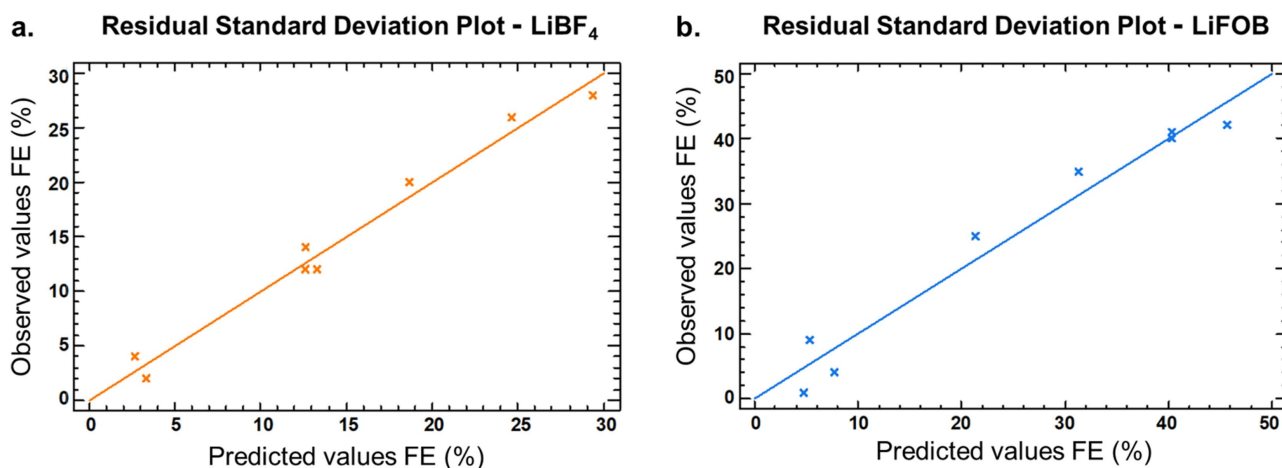 a. Residual Standard Deviation Plot - LiBF₄
30
25
20
15
10
5
0
Observed values FE (%)
0 5 10 15 20 25 30
Predicted values FE (%)
b. Residual Standard Deviation Plot - LiFOB
50
40
30
20
10
0
Observed values FE (%)
0 10 20 30 40 50
Predicted values FE (%)